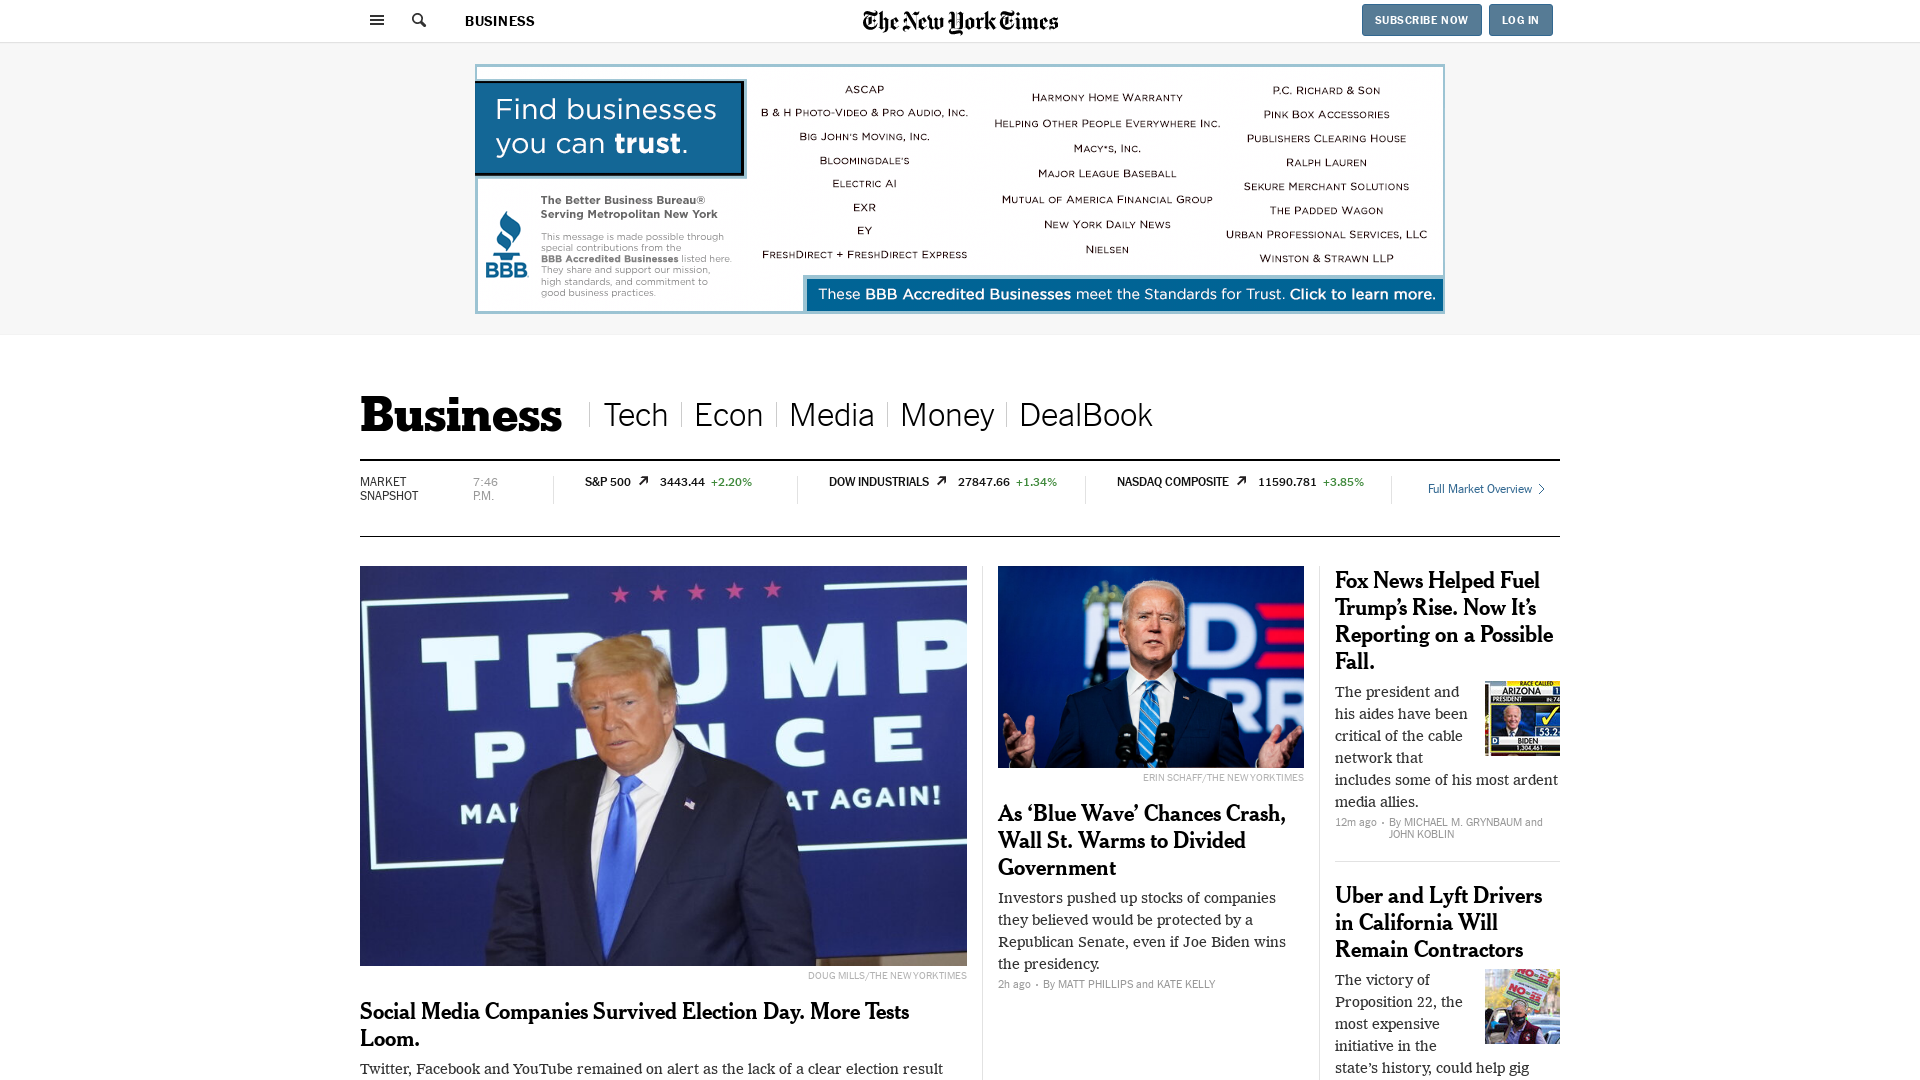 BUSINESS
The New York Times
SUBSCRIBE NOW
LOG IN
Find businesses
you can trust.
The Better Business Bureau®
Serving Metropolitan New York
This message is made possible through
special contributions from the
BBB Accredited Businesses listed here.
They share and support our mission,
high standards, and commitment to
good business practices.
BBB
ASCAP
B & H PHOTO-VIDEO & PRO AUDIO, INC.
BIG JOHN'S MOVING, INC.
BLOOMINGDALE'S
ELECTRIC AI
EXR
EY
FRESHDIRECT + FRESHDIRECT EXPRESS
HARMONY HOME WARRANTY
HELPING OTHER PEOPLE EVERYWHERE INC.
MACY*S, INC.
MAJOR LEAGUE BASEBALL
MUTUAL OF AMERICA FINANCIAL GROUP
NEW YORK DAILY NEWS
NIELSEN
P.C. RICHARD & SON
PINK BOX ACCESSORIES
PUBLISHERS CLEARING HOUSE
RALPH LAUREN
SEKURE MERCHANT SOLUTIONS
THE PADDED WAGON
URBAN PROFESSIONAL SERVICES, LLC
WINSTON & STRAWN LLP
These BBB Accredited Businesses meet the Standards for Trust. Click to learn more.
Business
Tech
Econ
Media
Money
DealBook
MARKET
SNAPSHOT
7:46
P.M.
S&P 500 3443.44 +2.20%
DOW INDUSTRIALS 27847.66 +1.34%
NASDAQ COMPOSITE 11590.781 +3.85%
Full Market Overview
TRUMP
PENCE
MAK
AT AGAIN!
DOUG MILLS/THE NEW YORK TIMES
Social Media Companies Survived Election Day. More Tests
Loom.
Twitter, Facebook and YouTube remained on alert as the lack of a clear election result
ERIN SCHAFF/THE NEW YORK TIMES
As ‘Blue Wave’ Chances Crash,
Wall St. Warms to Divided
Government
Investors pushed up stocks of companies
they believed would be protected by a
Republican Senate, even if Joe Biden wins
the presidency.
2h ago • By MATT PHILLIPS and KATE KELLY
Fox News Helped Fuel
Trump’s Rise. Now It’s
Reporting on a Possible
Fall.
The president and
his aides have been
critical of the cable
network that
includes some of his most ardent
media allies.
RACE CALLED
ARIZONA
PRESIDENT
BIDEN
1,304,461
12m ago • By MICHAEL M. GRYNBAUM and
JOHN KOBLIN
Uber and Lyft Drivers
in California Will
Remain Contractors
The victory of
Proposition 22, the
most expensive
initiative in the
state’s history, could help gig